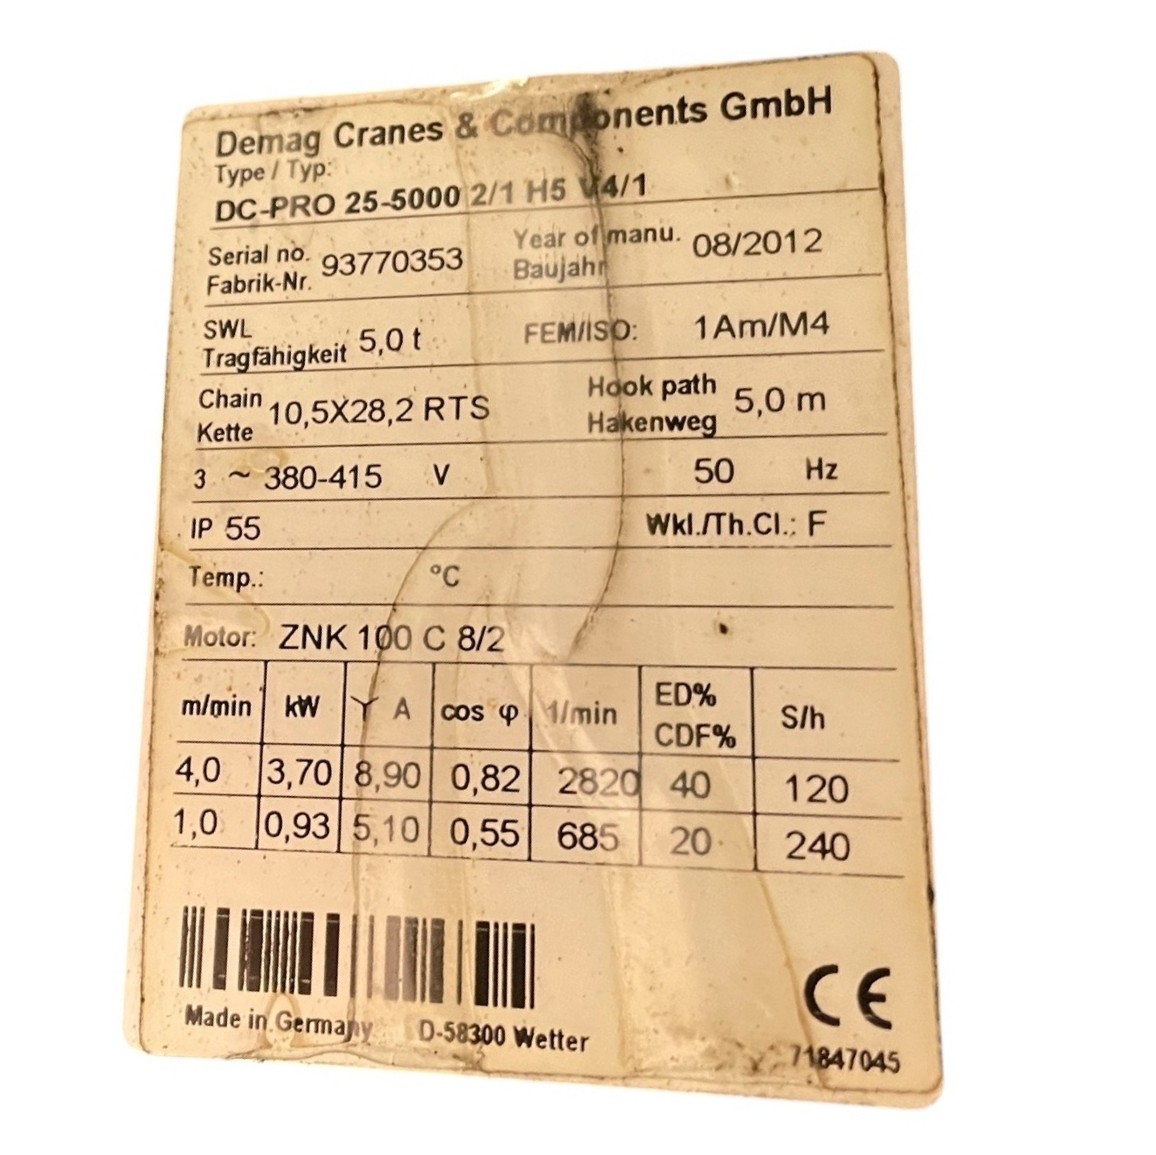 Demag Cranes & Components GmbH
Type / Typ:
DC-PRO 25-5000 2/1 H5 V4/1
Serial no. Fabrik-Nr. 93770353 Year of manu. Baujahr 08/2012
SWL Tragfähigkeit 5,0 t FEM/ISO: 1Am/M4
Chain Kette 10,5X28,2 RTS Hook path Hakenweg 5,0 m
3 ~ 380-415 V 50 Hz
IP 55 Wkl./Th.Cl.: F
Temp.: °C
Motor: ZNK 100 C 8/2
m/min kW Y A cos φ 1/min ED% CDF% S/h
4,0 3,70 8,90 0,82 2820 40 120
1,0 0,93 5,10 0,55 685 20 240
CE
Made in Germany D-58300 Wetter 71847045